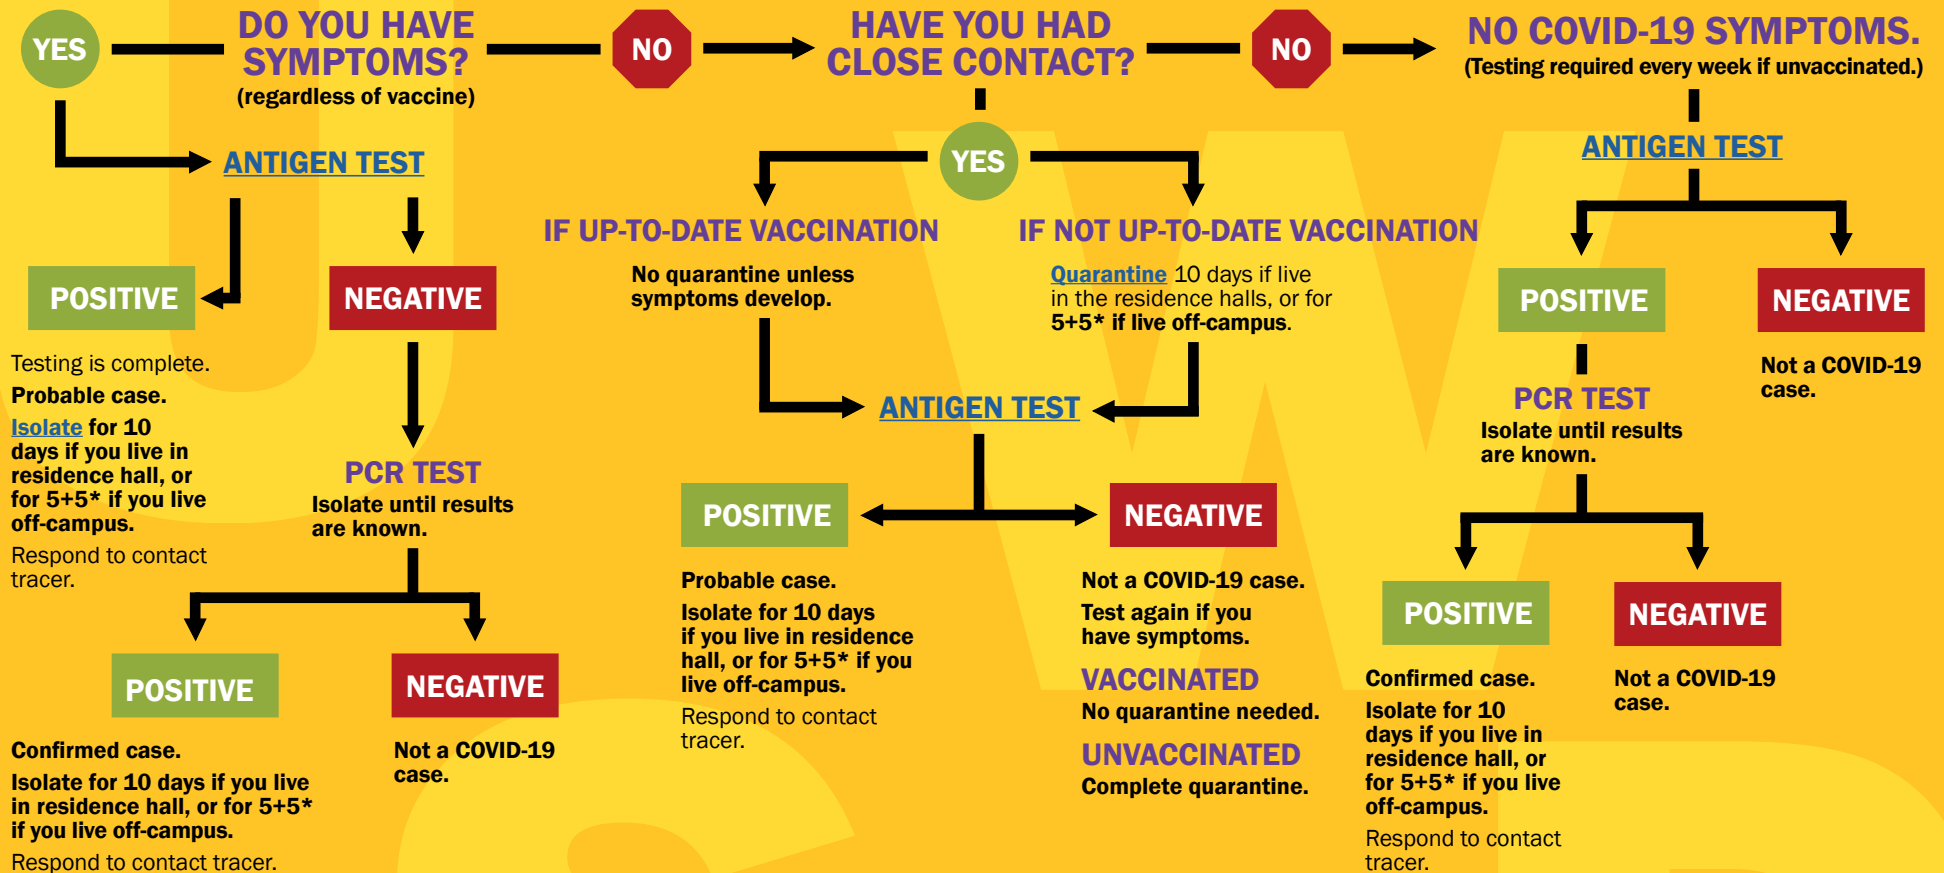 YES
DO YOU HAVE
SYMPTOMS?
(regardless of vaccine)
NO
HAVE YOU HAD
CLOSE CONTACT?
NO
NO COVID-19 SYMPTOMS.
(Testing required every week if unvaccinated.)
ANTIGEN TEST
POSITIVE
NEGATIVE
Testing is complete.
Probable case.
Isolate for 10
days if you live in
residence hall, or
for 5+5* if you live
off-campus.
Respond to contact
tracer.
PCR TEST
Isolate until results
are known.
POSITIVE
NEGATIVE
Confirmed case.
Isolate for 10 days if you live
in residence hall, or for 5+5*
if you live off-campus.
Respond to contact tracer.
Not a COVID-19
case.
YES
IF UP-TO-DATE VACCINATION
No quarantine unless
symptoms develop.
IF NOT UP-TO-DATE VACCINATION
Quarantine 10 days if live
in the residence halls, or for
5+5* if live off-campus.
ANTIGEN TEST
POSITIVE
NEGATIVE
Probable case.
Isolate for 10 days
if you live in residence
hall, or for 5+5* if you
live off-campus.
Respond to contact
tracer.
Not a COVID-19 case.
Test again if you
have symptoms.
VACCINATED
No quarantine needed.
UNVACCINATED
Complete quarantine.
ANTIGEN TEST
POSITIVE
NEGATIVE
Not a COVID-19
case.
PCR TEST
Isolate until results
are known.
POSITIVE
NEGATIVE
Confirmed case.
Isolate for 10
days if you live in
residence hall, or
for 5+5* if you live
off-campus.
Respond to contact
tracer.
Not a COVID-19
case.